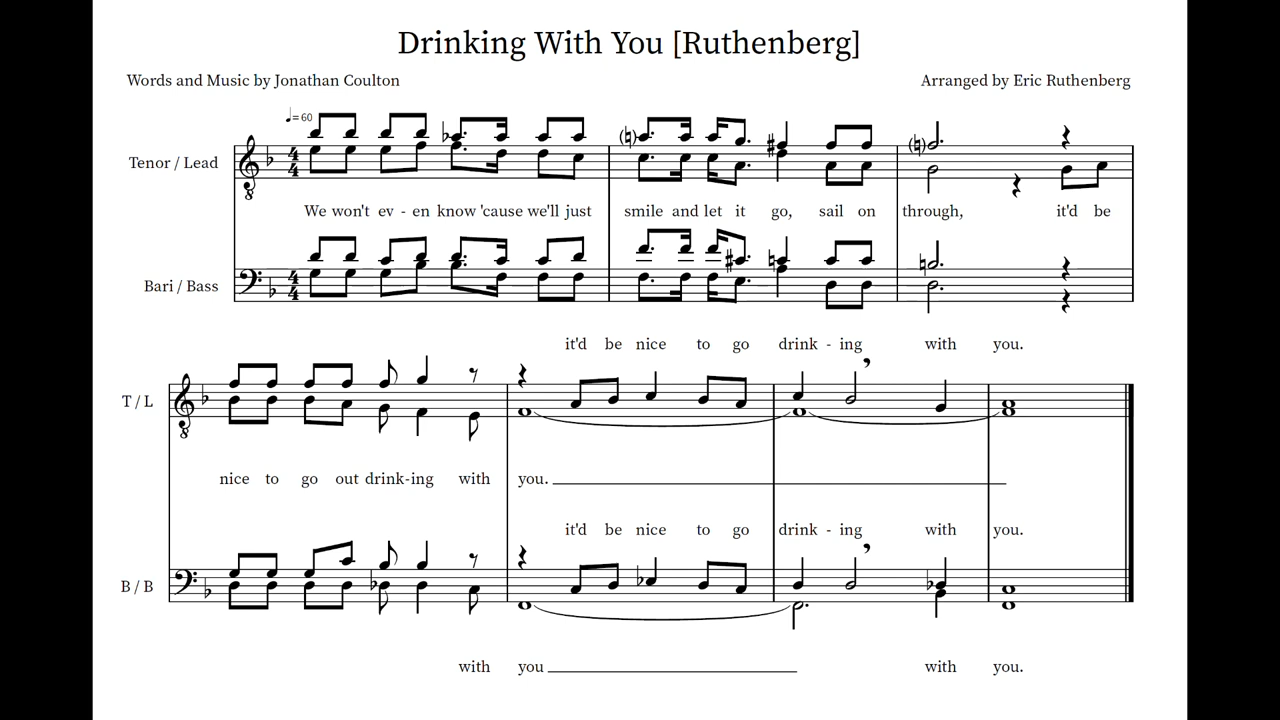 Drinking With You [Ruthenberg]
Words and Music by Jonathan Coulton
Arranged by Eric Ruthenberg
♩=60
Tenor / Lead
We won't ev - en know 'cause we'll just smile and let it go, sail on through, it'd be
Bari / Bass
it'd be nice to go drink - ing with you.
T / L
nice to go out drink-ing with you.
it'd be nice to go drink - ing with you.
B / B
with you with you.